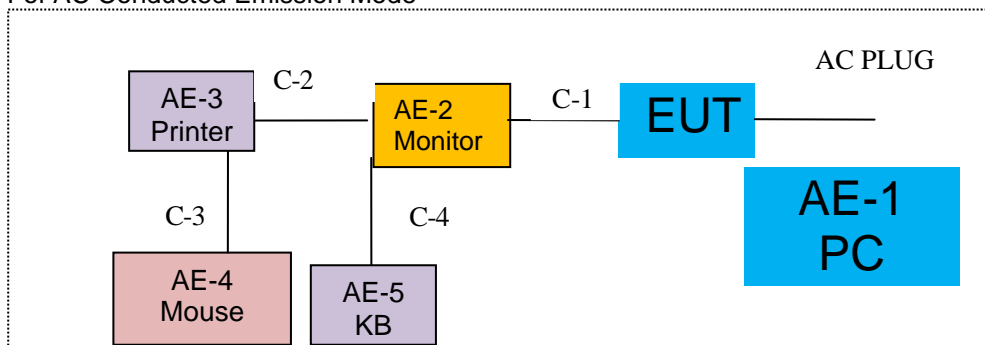 For AC Conducted Emission Mode
AC PLUG
C-2
C-1
EUT
AE-3
Printer
AE-2
Monitor
AE-1
PC
C-3
C-4
AE-4
Mouse
AE-5
KB